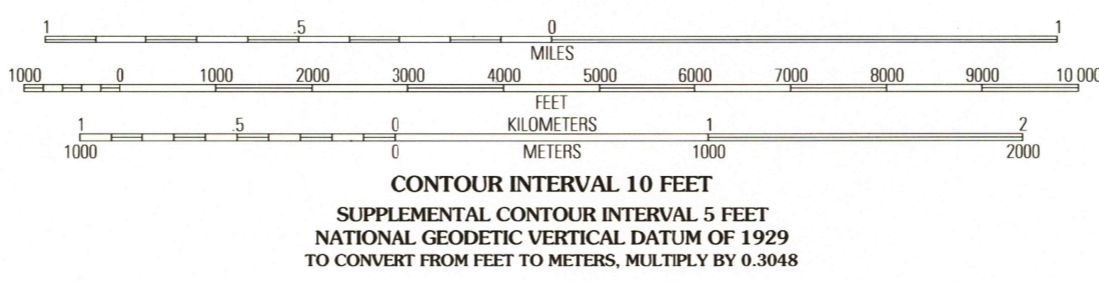 1 .5 0 1
MILES
1000 0 1000 2000 3000 4000 5000 6000 7000 8000 9000 10 000
FEET
1 .5 0 KILOMETERS 1 2
1000 0 METERS 1000 2000
CONTOUR INTERVAL 10 FEET
SUPPLEMENTAL CONTOUR INTERVAL 5 FEET
NATIONAL GEODETIC VERTICAL DATUM OF 1929
TO CONVERT FROM FEET TO METERS, MULTIPLY BY 0.3048